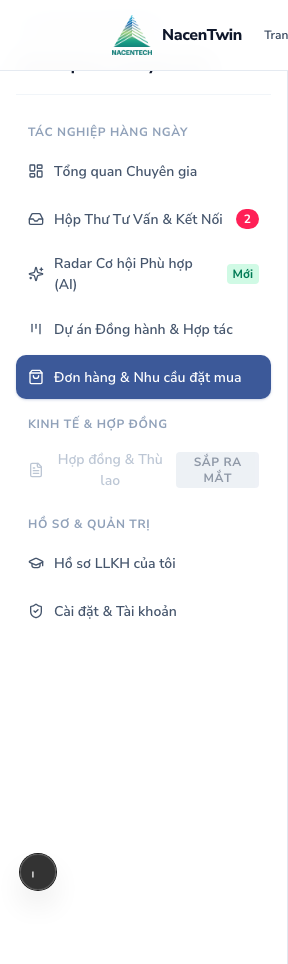 NACENTECH
NacenTwin
Tran
TÁC NGHIỆP HÀNG NGÀY
Tổng quan Chuyên gia
Hộp Thư Tư Vấn & Kết Nối
2
Radar Cơ hội Phù hợp
(AI)
Mới
Dự án Đồng hành & Hợp tác
Đơn hàng & Nhu cầu đặt mua
KINH TẾ & HỢP ĐỒNG
Hợp đồng & Thù
lao
SẮP RA
MẮT
HỒ SƠ & QUẢN TRỊ
Hồ sơ LLKH của tôi
Cài đặt & Tài khoản